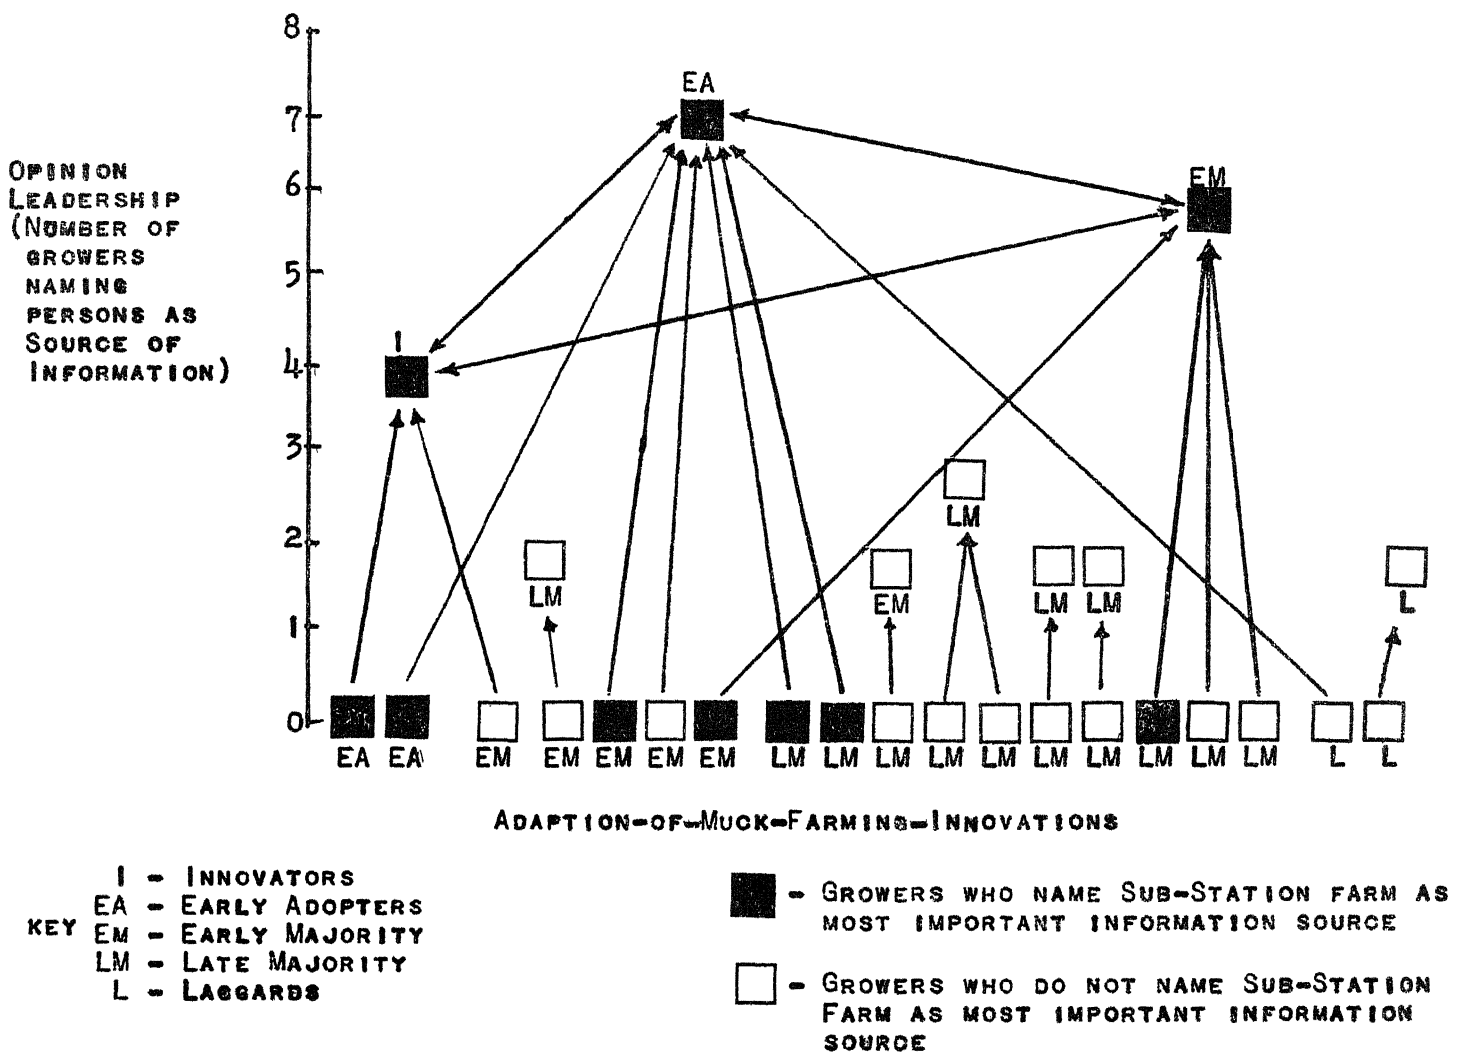 8
EA
7
EM
6
OPINION
LEADERSHIP
(NUMBER OF
GROWERS
NAMING
PERSONS AS
SOURCE OF
INFORMATION)
5
I
4
3
LM
2
LM
EM
LM
LM
L
1
0
EA EA EM EM EM EM EM LM LM LM LM LM LM LM LM LM LM L L
ADAPTION-OF-MUCK-FARMING-INNOVATIONS
KEY
I - INNOVATORS
EA - EARLY ADOPTERS
EM - EARLY MAJORITY
LM - LATE MAJORITY
L - LAGGARDS
- GROWERS WHO NAME SUB-STATION FARM AS
MOST IMPORTANT INFORMATION SOURCE
- GROWERS WHO DO NOT NAME SUB-STATION
FARM AS MOST IMPORTANT INFORMATION
SOURCE